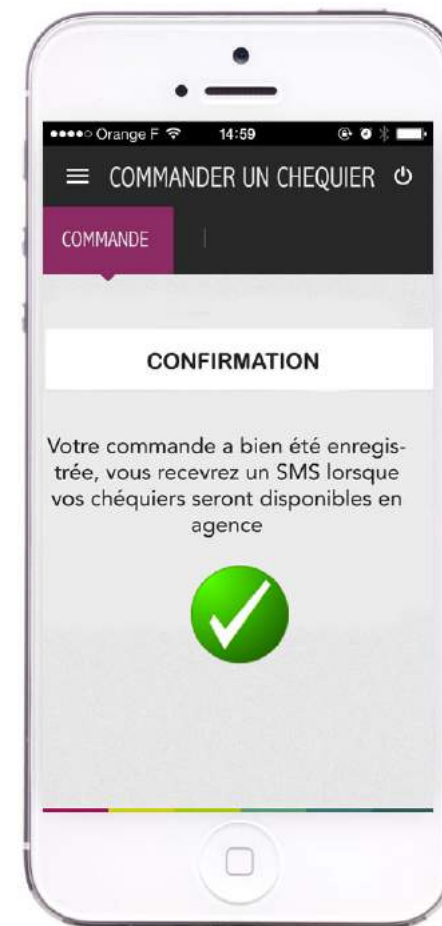 Orange F 14:59
COMMANDER UN CHEQUIER
COMMANDE
CONFIRMATION
Votre commande a bien été enregis-
trée, vous recevrez un SMS lorsque
vos chéquiers seront disponibles en
agence